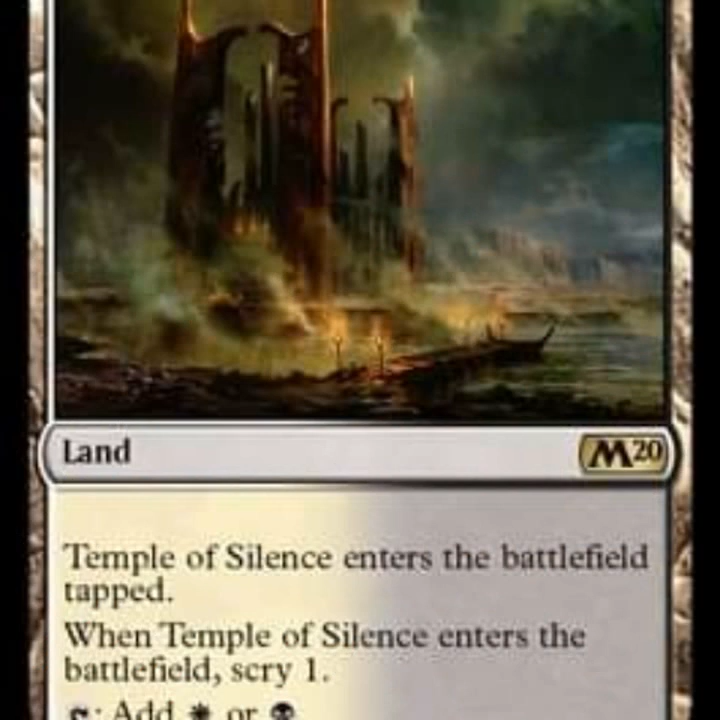 Land
M20
Temple of Silence enters the battlefield
tapped.
When Temple of Silence enters the
battlefield, scry 1.
: Add or